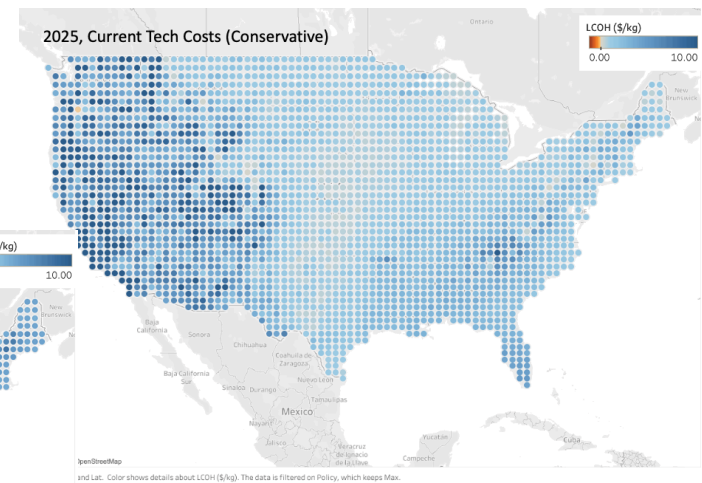 2025, Current Tech Costs (Conservative)
LCOH ($/kg)
0.00 10.00
Ontario
New
Brunswick
/kg)
10.00
New
Brunswick
Baja
California
Sonora
Chihuahua
Coahuila de
Zaragoza
Baja California
Sur
Sinaloa
Durango
Nuevo León
Tamaulipas
Mexico
Nayarit
Jalisco
Veracruz
de Ignacio
de la Llave
Yucatán
Campeche
Cuba
OpenStreetMap
and Lat. Color shows details about LCOH ($/kg). The data is filtered on Policy, which keeps Max.